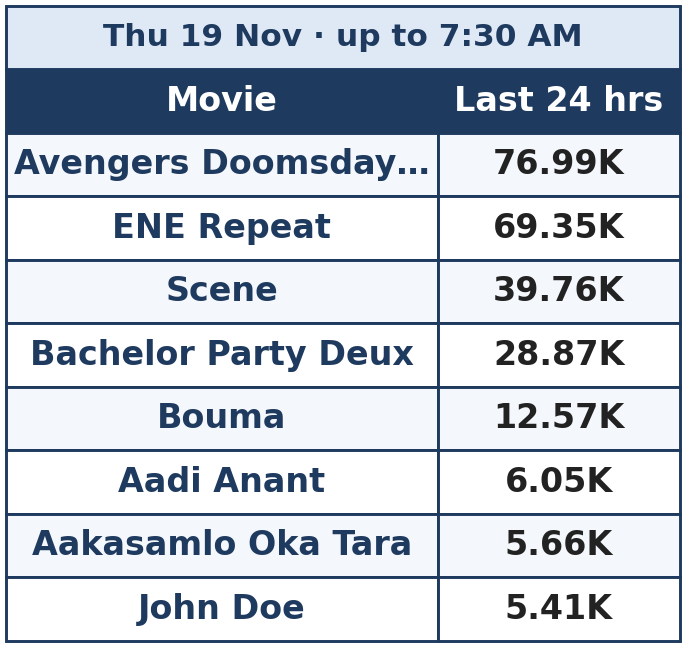 Thu 19 Nov · up to 7:30 AM
Movie Last 24 hrs
Avengers Doomsday... 76.99K
ENE Repeat 69.35K
Scene 39.76K
Bachelor Party Deux 28.87K
Bouma 12.57K
Aadi Anant 6.05K
Aakasamlo Oka Tara 5.66K
John Doe 5.41K